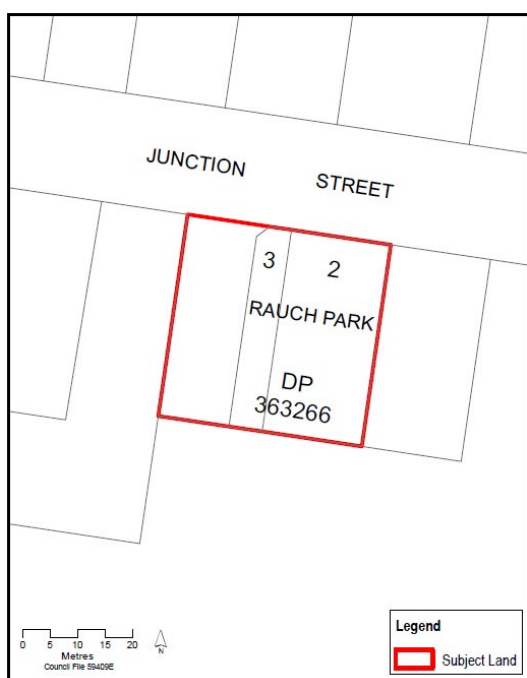 JUNCTION STREET
3 2
RAUCH PARK
DP
363266
0 5 10 15 20
Metres
Council File 59409E
N
Legend
Subject Land